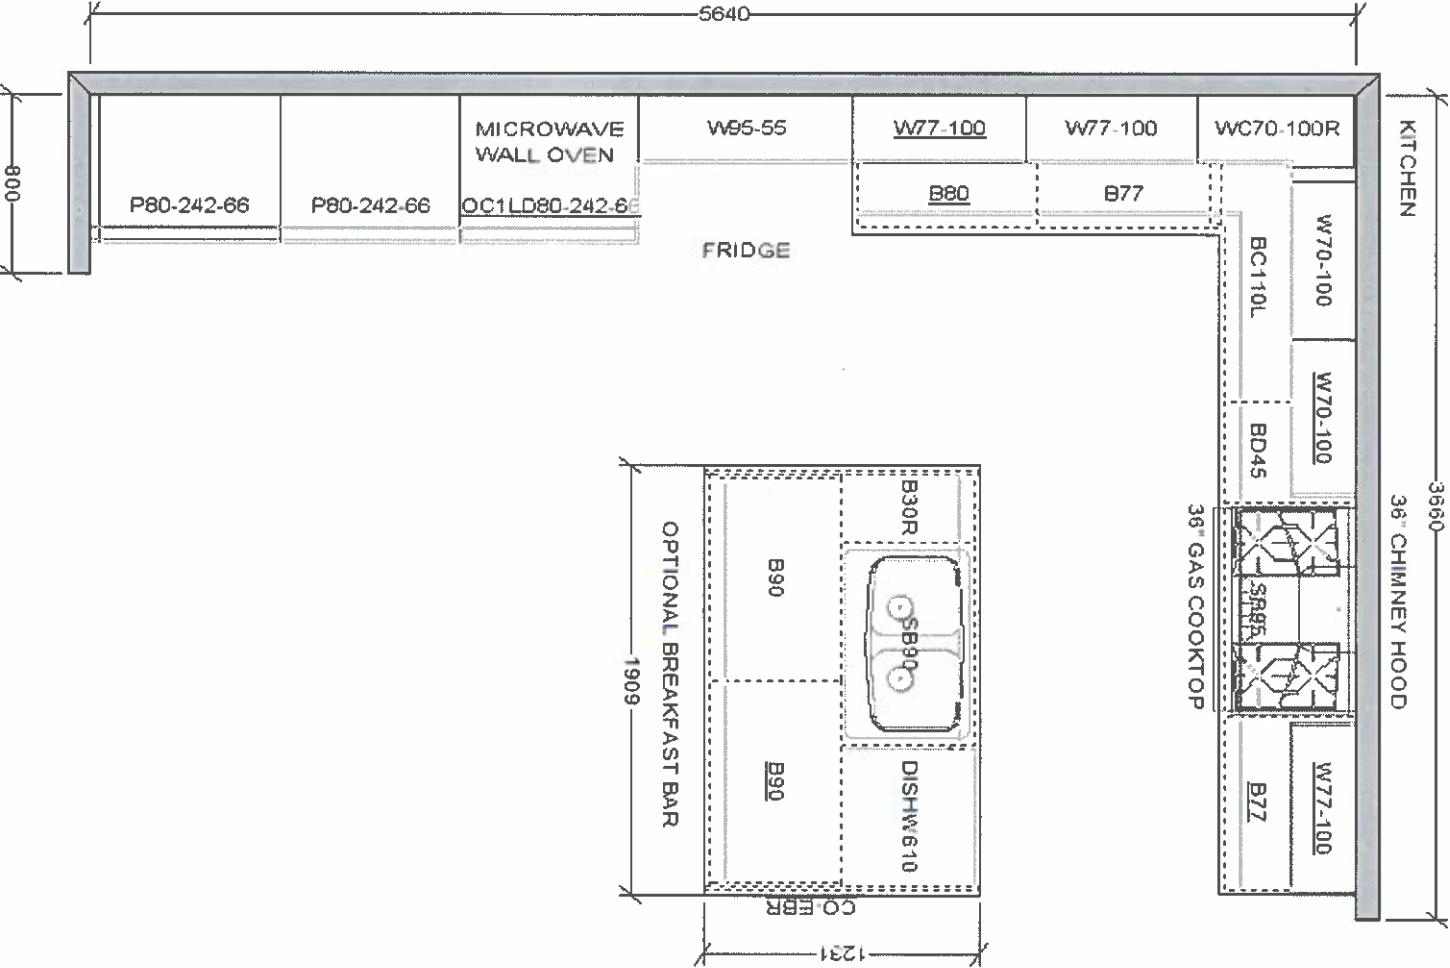 5640
800
MICROWAVE
WALL OVEN
W95-55
W77-100
W77-100
WC70-100R
KITCHEN
P80-242-66
P80-242-66
OC1LD80-242-66
B80
B77
FRIDGE
BC110L
W70-100
W70-100
BD45
3660
36" GAS COOKTOP
SB95
36" CHIMNEY HOOD
B77
W77-100
1909
OPTIONAL BREAKFAST BAR
B90
B90
B30R
SB90
DISHW610
CO-EBR
1231